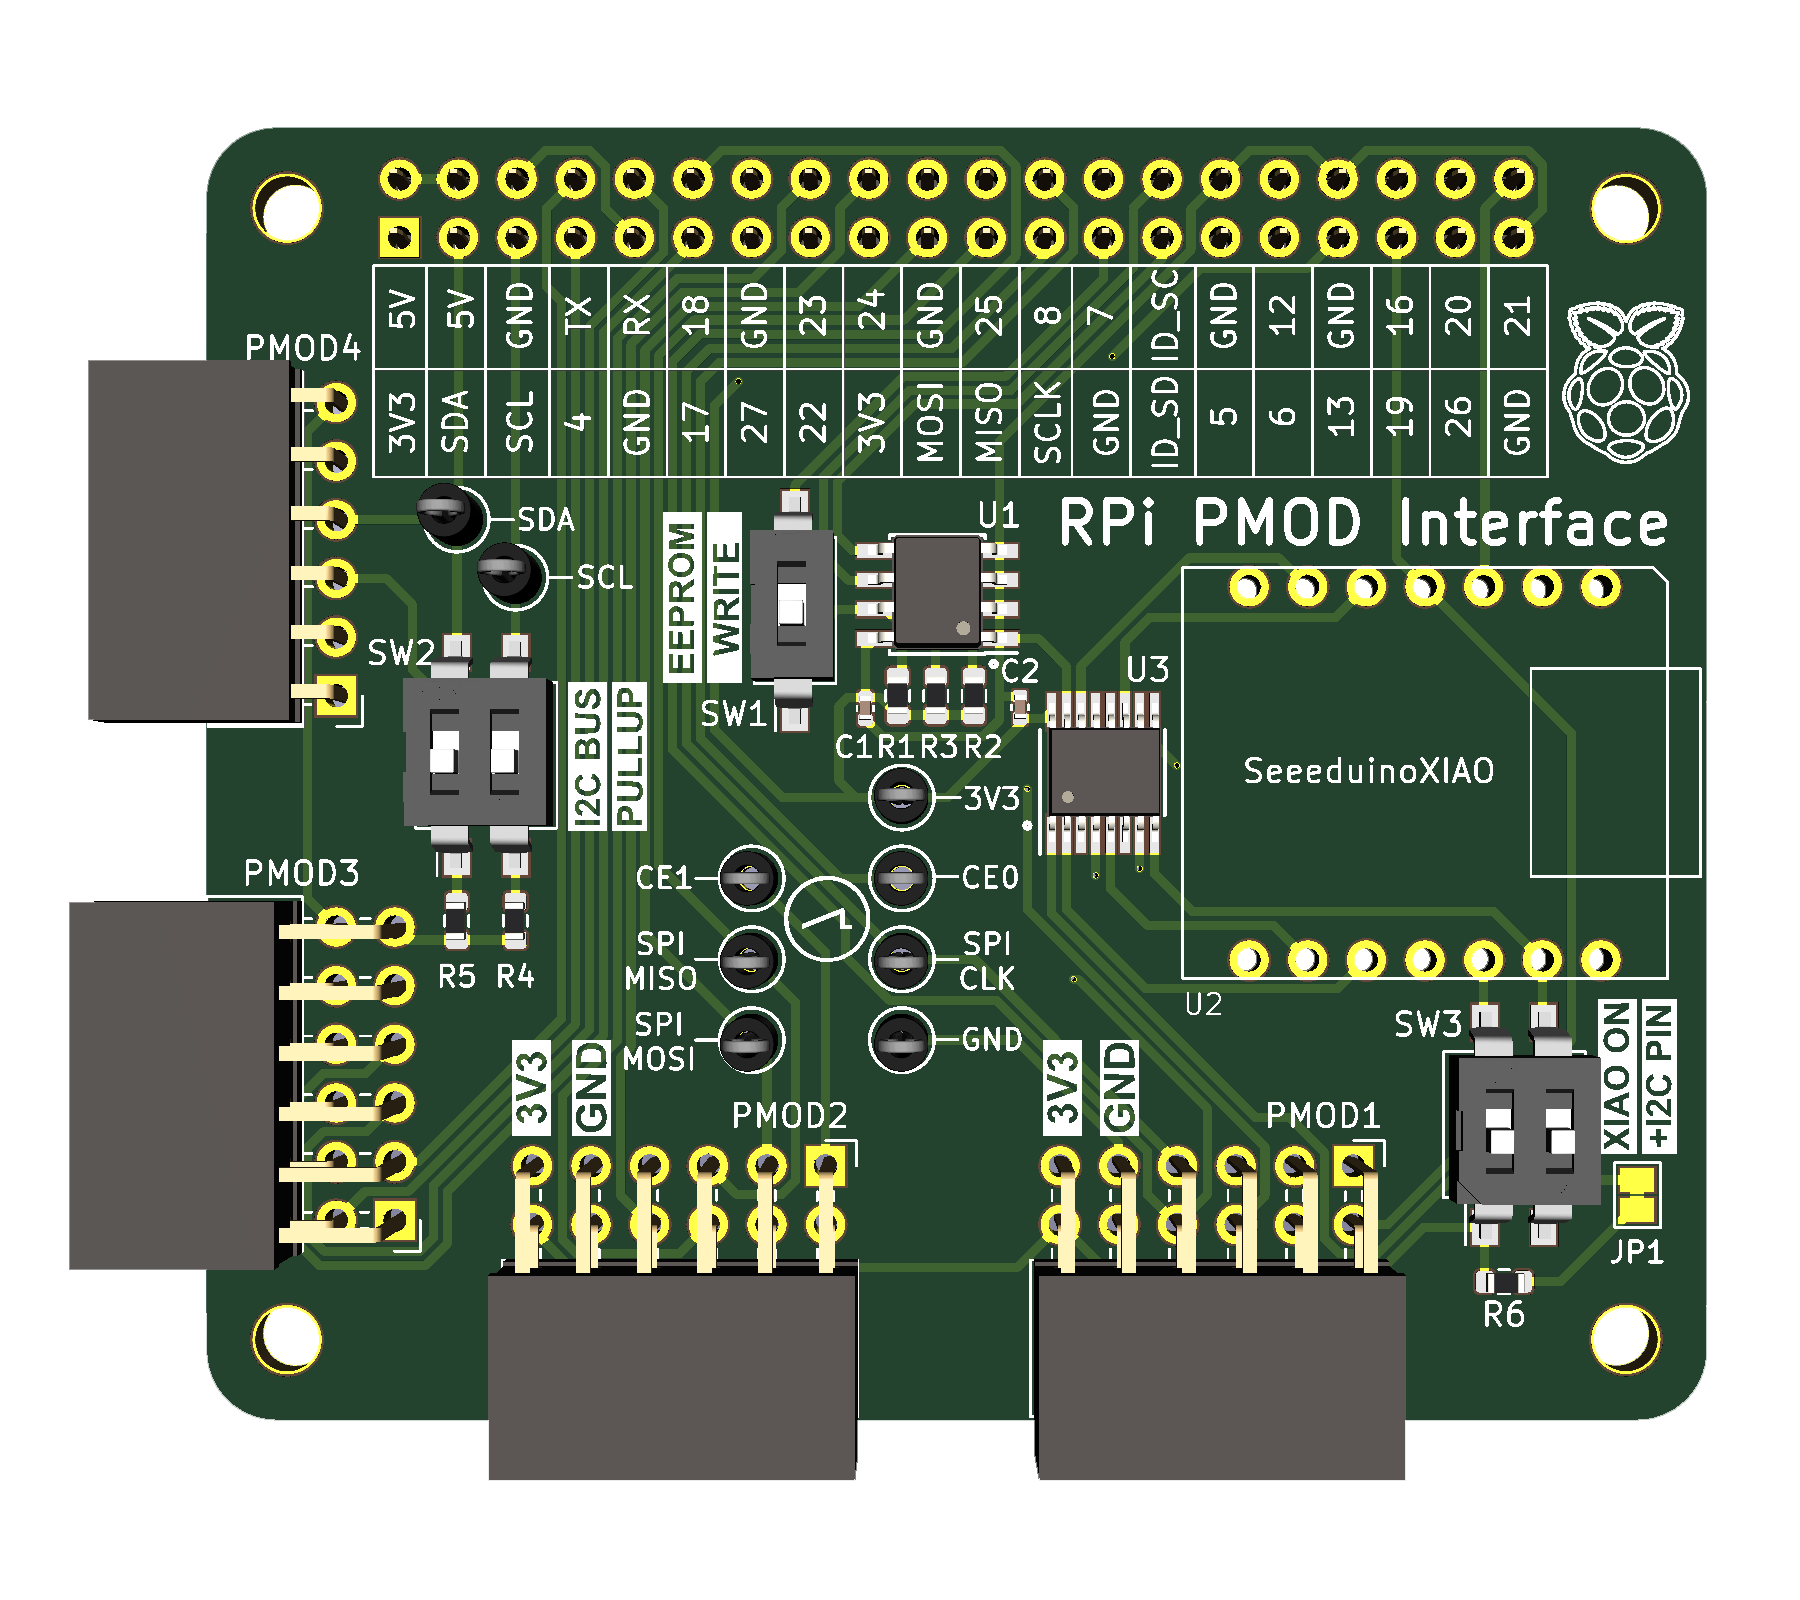 5V 5V GND TX RX 18 GND 23 24 GND 25 8 7 ID_SC GND 12 GND 16 20 21
3V3 SDA SCL 4 GND 17 27 22 3V3 MOSI MISO SCLK GND ID_SD 5 6 13 19 26 GND
PMOD4
RPi PMOD Interface
SDA
SCL
EEPROM
WRITE
U1
SW2
I2C BUS
PULLUP
SW1
C2
U3
C1 R1 R3 R2
3V3
SeeeduinoXIAO
PMOD3
CE1
CE0
SPI
MISO
SPI
CLK
R5 R4
SPI
MOSI
GND
U2
SW3
XIAO ON
+I2C PIN
3V3
GND
PMOD2
3V3
GND
PMOD1
JP1
R6